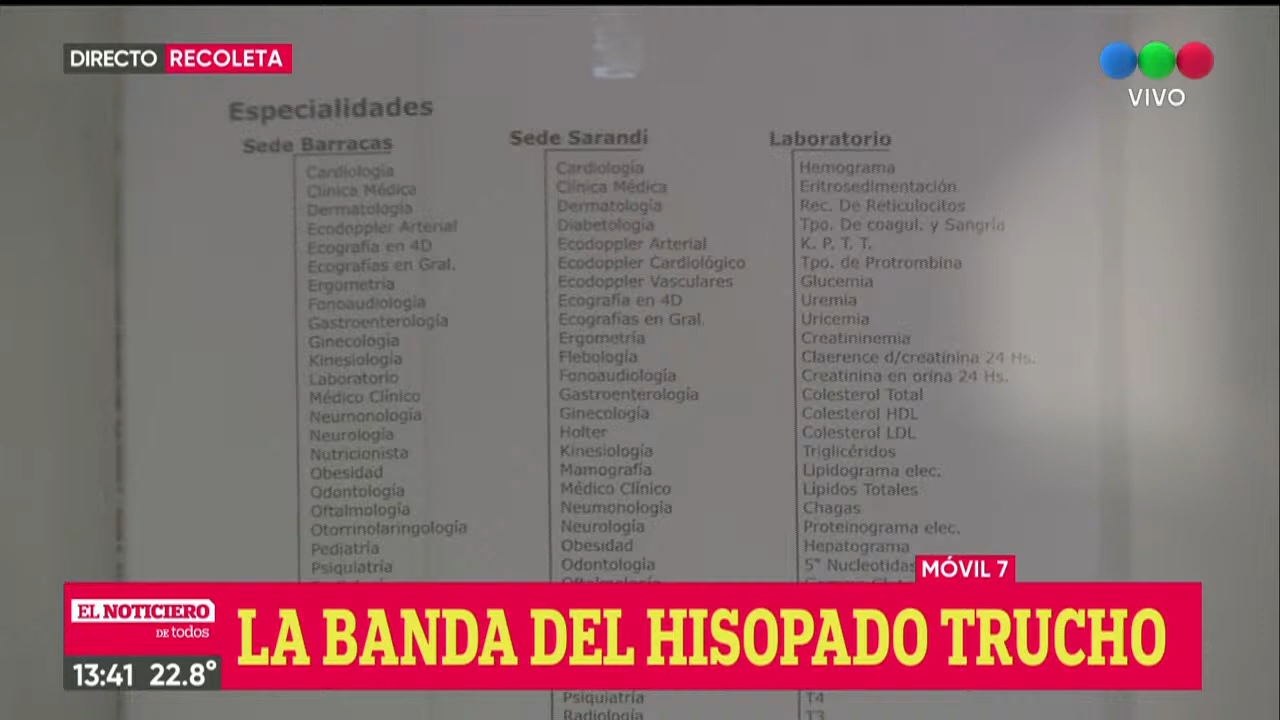 DIRECTO RECOLETA
VIVO
Especialidades
Sede Barracas
Cardiología
Clínica Médica
Dermatología
Ecodoppler Arterial
Ecografía en 4D
Ecografías en Gral.
Ergometría
Fonoaudiología
Gastroenterología
Ginecología
Kinesiología
Laboratorio
Médico Clínico
Neumonología
Neurología
Nutricionista
Obesidad
Odontología
Oftalmología
Otorrinolaringología
Pediatría
Psiquiatría
Sede Sarandí
Cardiología
Clínica Médica
Dermatología
Diabetología
Ecodoppler Arterial
Ecodoppler Cardiológico
Ecodoppler Vasculares
Ecografía en 4D
Ecografías en Gral.
Ergometría
Flebología
Fonoaudiología
Gastroenterología
Ginecología
Holter
Kinesiología
Mamografía
Médico Clínico
Neumonología
Neurología
Obesidad
Odontología
Psiquiatría
Radiología
Laboratorio
Hemograma
Eritrosedimentación
Rec. De Reticulocitos
Tpo. De coagul. y Sangría
K. P. T. T.
Tpo. de Protrombina
Glucemia
Uremia
Uricemia
Creatininemia
Claerence d/creatinina 24 Hs.
Creatinina en orina 24 Hs.
Colesterol Total
Colesterol HDL
Colesterol LDL
Triglicéridos
Lipidograma elec.
Lípidos Totales
Chagas
Proteinograma elec.
Hepatograma
5" Nucleotidas
T4
T3
MÓVIL 7
EL NOTICIERO
DE todos
LA BANDA DEL HISOPADO TRUCHO
13:41 22.8°